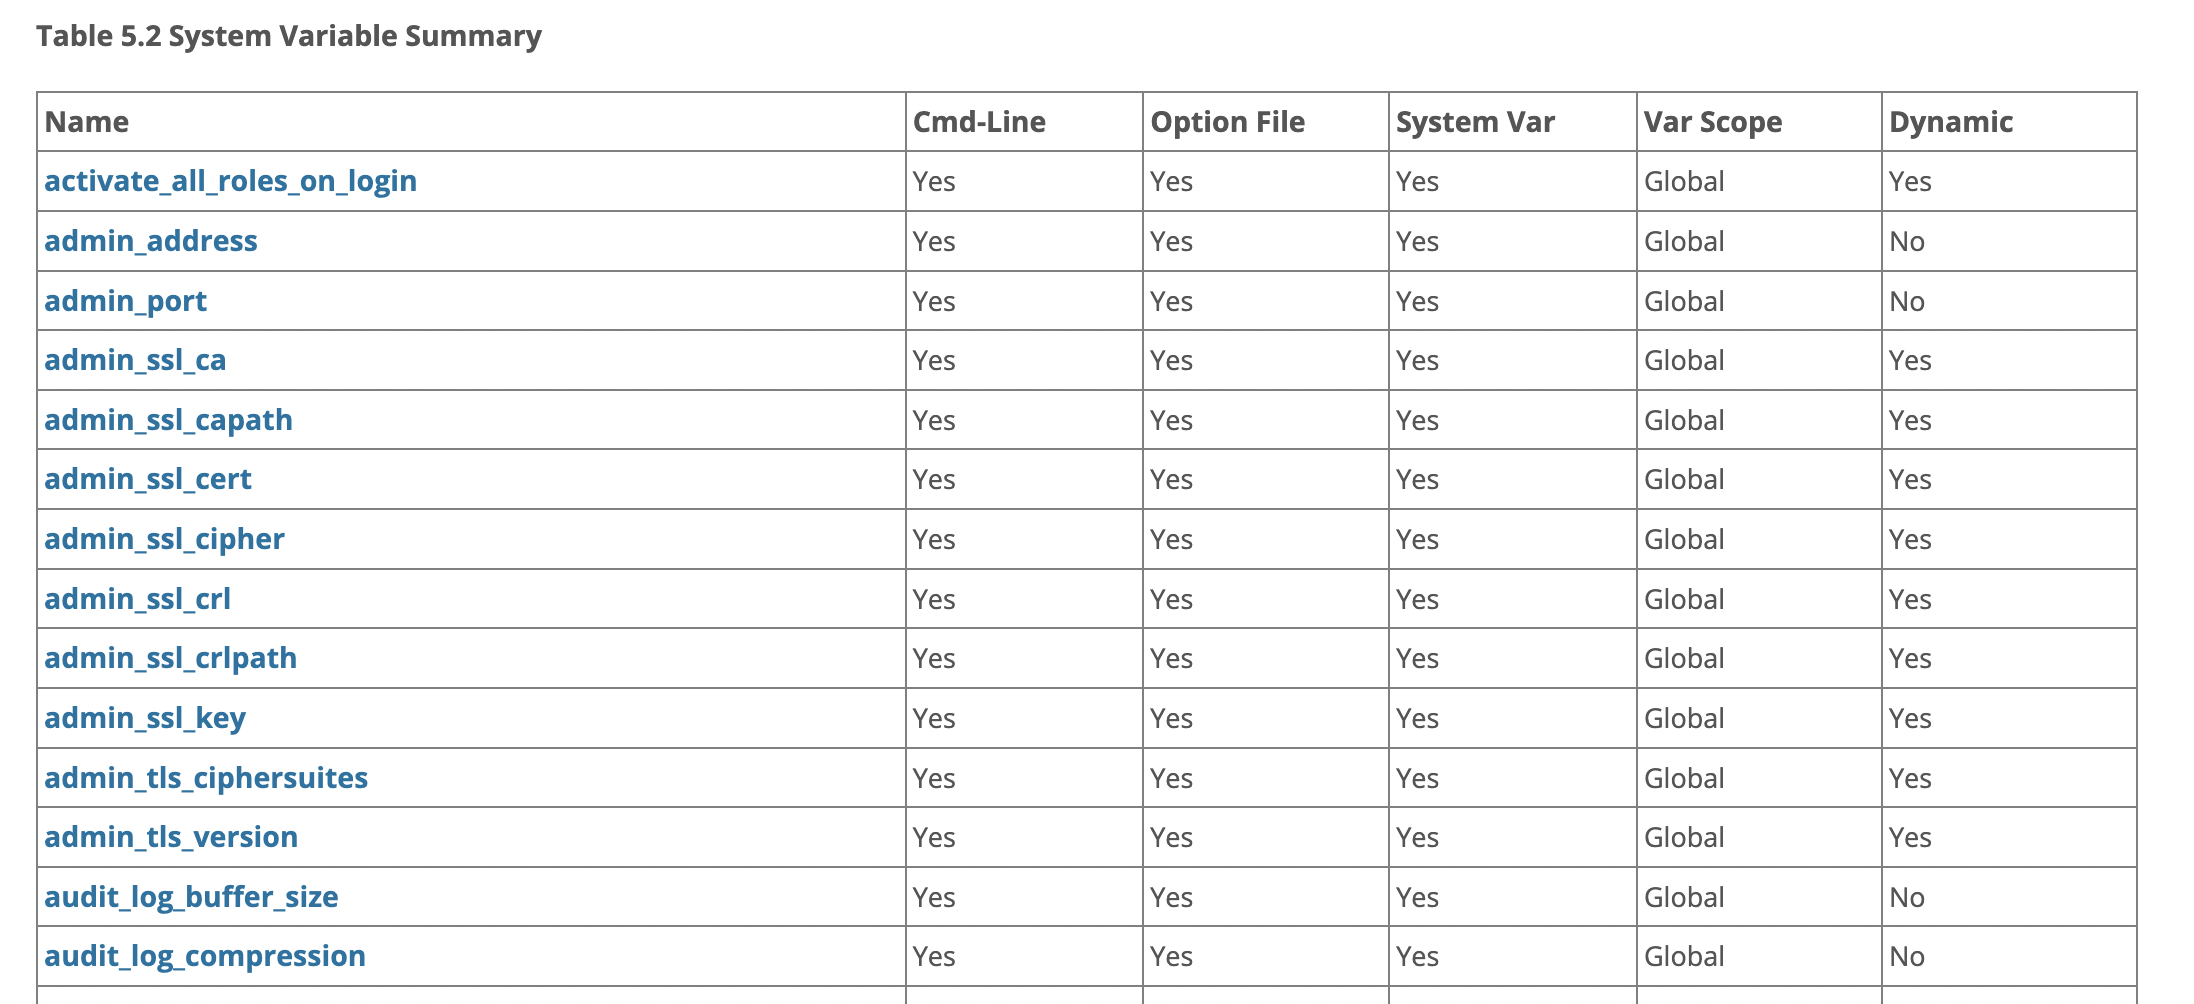 Table 5.2 System Variable Summary
Name Cmd-Line Option File System Var Var Scope Dynamic
activate_all_roles_on_login Yes Yes Yes Global Yes
admin_address Yes Yes Yes Global No
admin_port Yes Yes Yes Global No
admin_ssl_ca Yes Yes Yes Global Yes
admin_ssl_capath Yes Yes Yes Global Yes
admin_ssl_cert Yes Yes Yes Global Yes
admin_ssl_cipher Yes Yes Yes Global Yes
admin_ssl_crl Yes Yes Yes Global Yes
admin_ssl_crlpath Yes Yes Yes Global Yes
admin_ssl_key Yes Yes Yes Global Yes
admin_tls_ciphersuites Yes Yes Yes Global Yes
admin_tls_version Yes Yes Yes Global Yes
audit_log_buffer_size Yes Yes Yes Global No
audit_log_compression Yes Yes Yes Global No